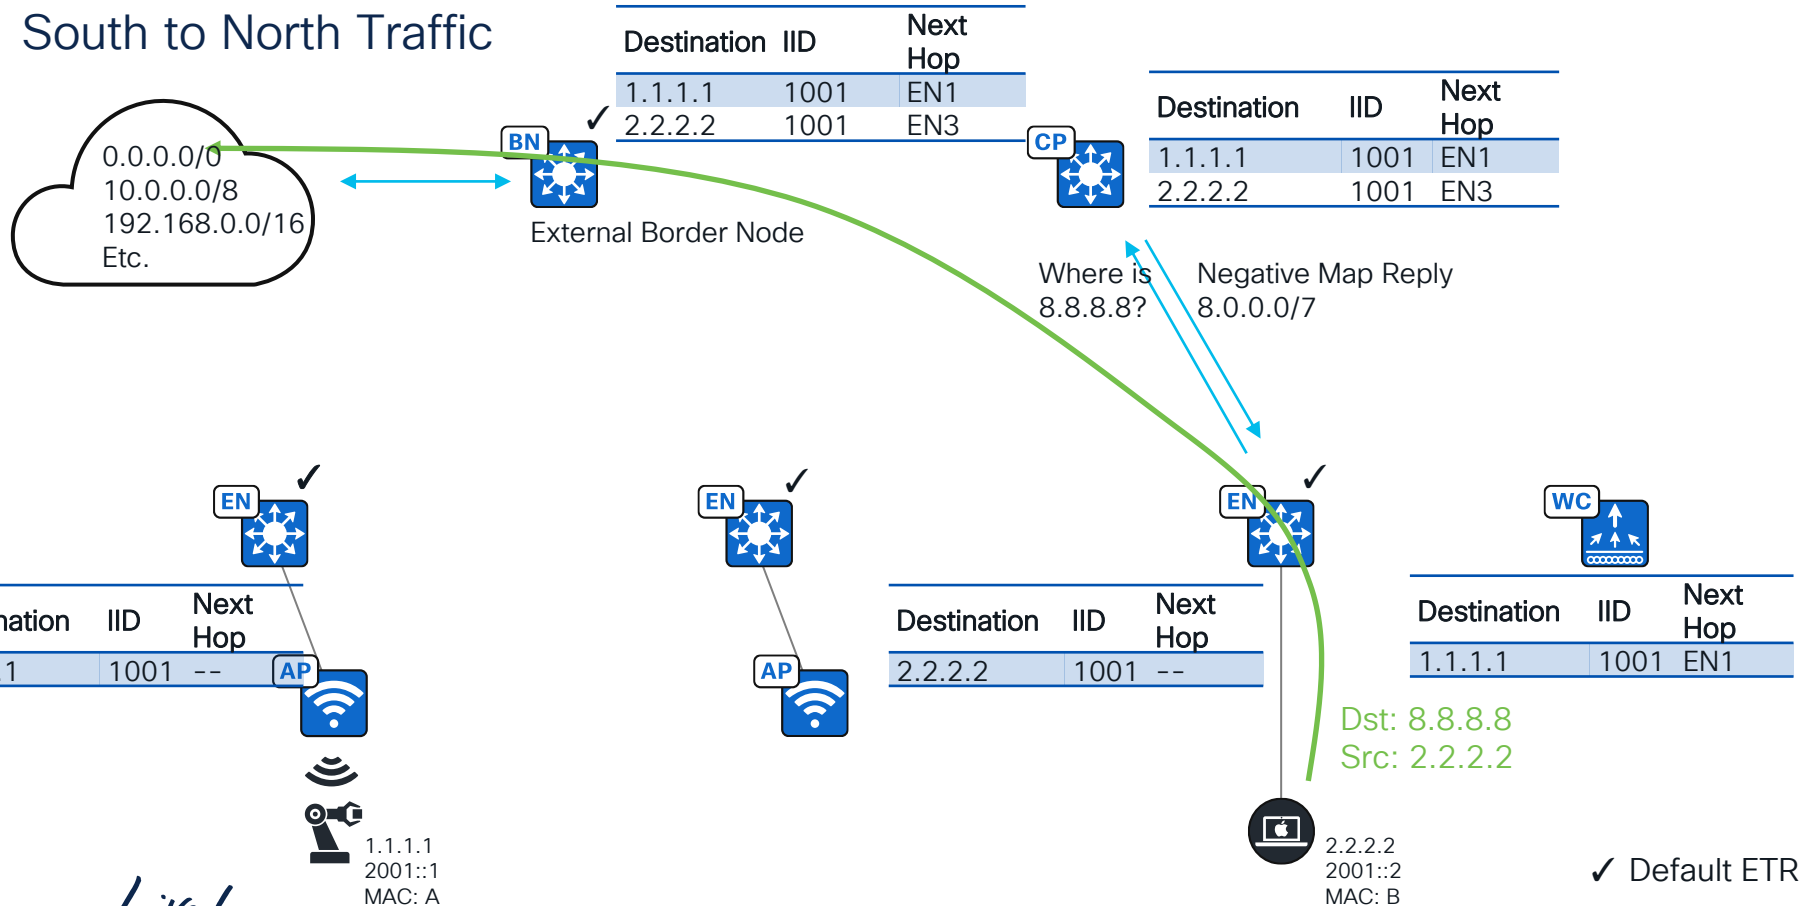 South to North Traffic
Destination IID Next Hop
1.1.1.1 1001 EN1
2.2.2.2 1001 EN3
Destination IID Next Hop
1.1.1.1 1001 EN1
2.2.2.2 1001 EN3
0.0.0.0/0
10.0.0.0/8
192.168.0.0/16
Etc.
BN
External Border Node
CP
Where is
8.8.8.8?
Negative Map Reply
8.0.0.0/7
EN
✓
EN
✓
EN
✓
WC
nation IID Next Hop
.1 1001 --
AP
AP
Destination IID Next Hop
2.2.2.2 1001 --
Destination IID Next Hop
1.1.1.1 1001 EN1
Dst: 8.8.8.8
Src: 2.2.2.2
1.1.1.1
2001::1
MAC: A
2.2.2.2
2001::2
MAC: B
✓ Default ETR